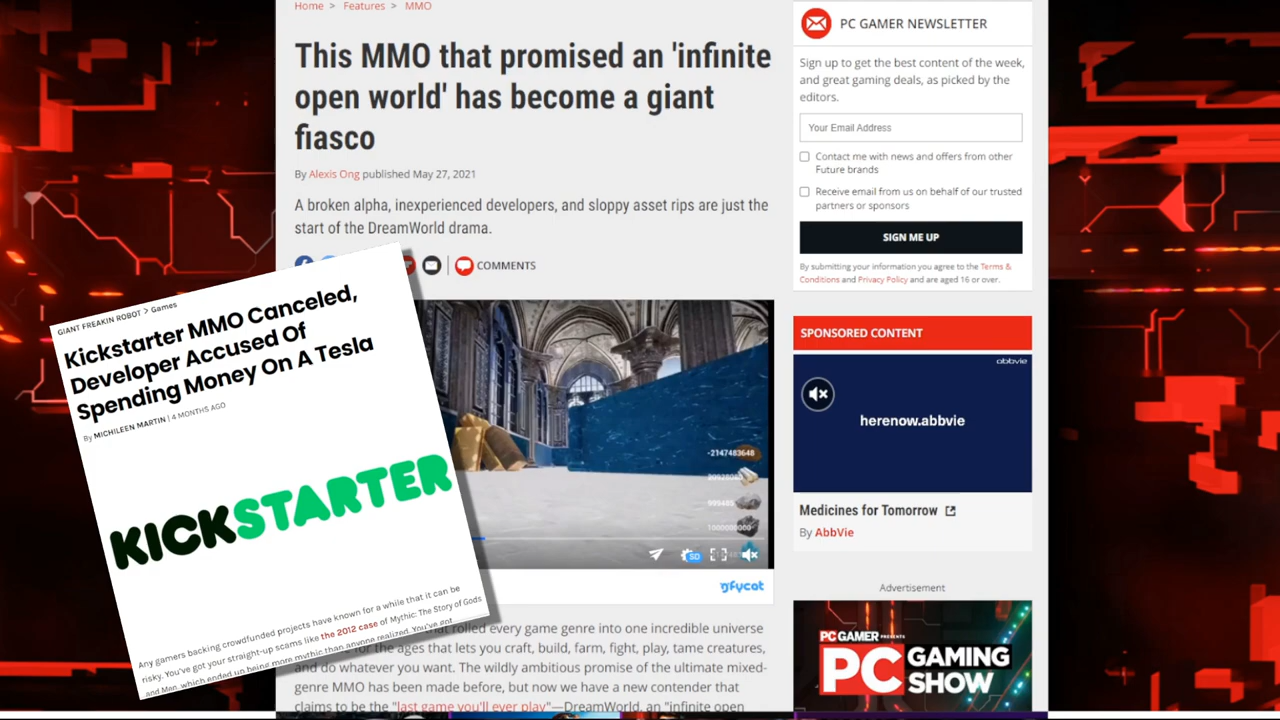 Home > Features > MMO
This MMO that promised an 'infinite
open world' has become a giant
fiasco
By Alexis Ong published May 27, 2021
A broken alpha, inexperienced developers, and sloppy asset rips are just the
start of the DreamWorld drama.
COMMENTS
GIANT FREAKIN ROBOT > Games
Kickstarter MMO Canceled,
Developer Accused Of
Spending Money On A Tesla
By MICHILEEN MARTIN | 4 MONTHS AGO
KICKSTARTER
Any gamers backing crowdfunded projects have known for a while that it can be
risky. You've got your straight-up scams like the 2012 case of Mythic: The Story of Gods
and Men, which ended up being more mythic than anyone realized. You've got
-2147483648
1000000000
SD
gfycat
that rolled every game genre into one incredible universe
for the ages that lets you craft, build, farm, fight, play, tame creatures,
and do whatever you want. The wildly ambitious promise of the ultimate mixed-
genre MMO has been made before, but now we have a new contender that
claims to be the "last game you'll ever play"—DreamWorld, an "infinite open
PC GAMER NEWSLETTER
Sign up to get the best content of the week,
and great gaming deals, as picked by the
editors.
Your Email Address
Contact me with news and offers from other
Future brands
Receive email from us on behalf of our trusted
partners or sponsors
SIGN ME UP
By submitting your information you agree to the Terms &
Conditions and Privacy Policy and are aged 16 or over.
SPONSORED CONTENT
abbvie
herenow.abbvie
Medicines for Tomorrow
By AbbVie
Advertisement
PC GAMER PRESENTS
PC GAMING
SHOW